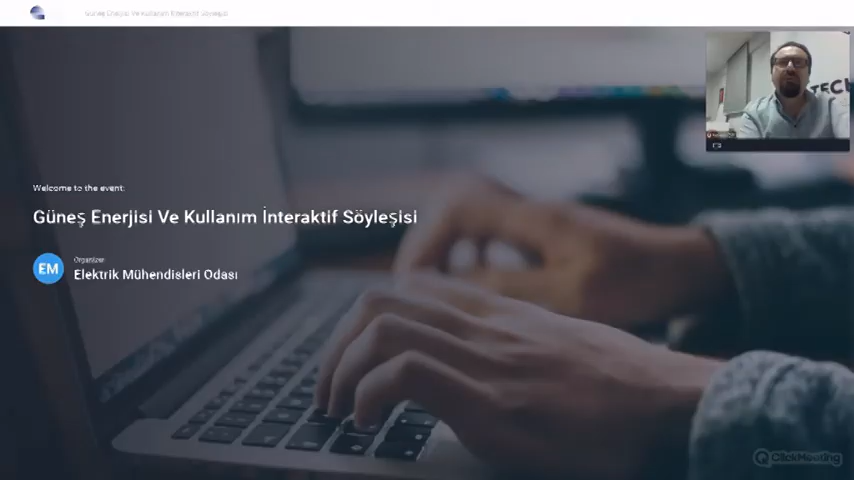 Güneş Enerjisi Ve Kullanım İnteraktif Söyleşisi
Welcome to the event:
Güneş Enerjisi Ve Kullanım İnteraktif Söyleşisi
EM
Organizer:
Elektrik Mühendisleri Odası
TECH
ClickMeeting